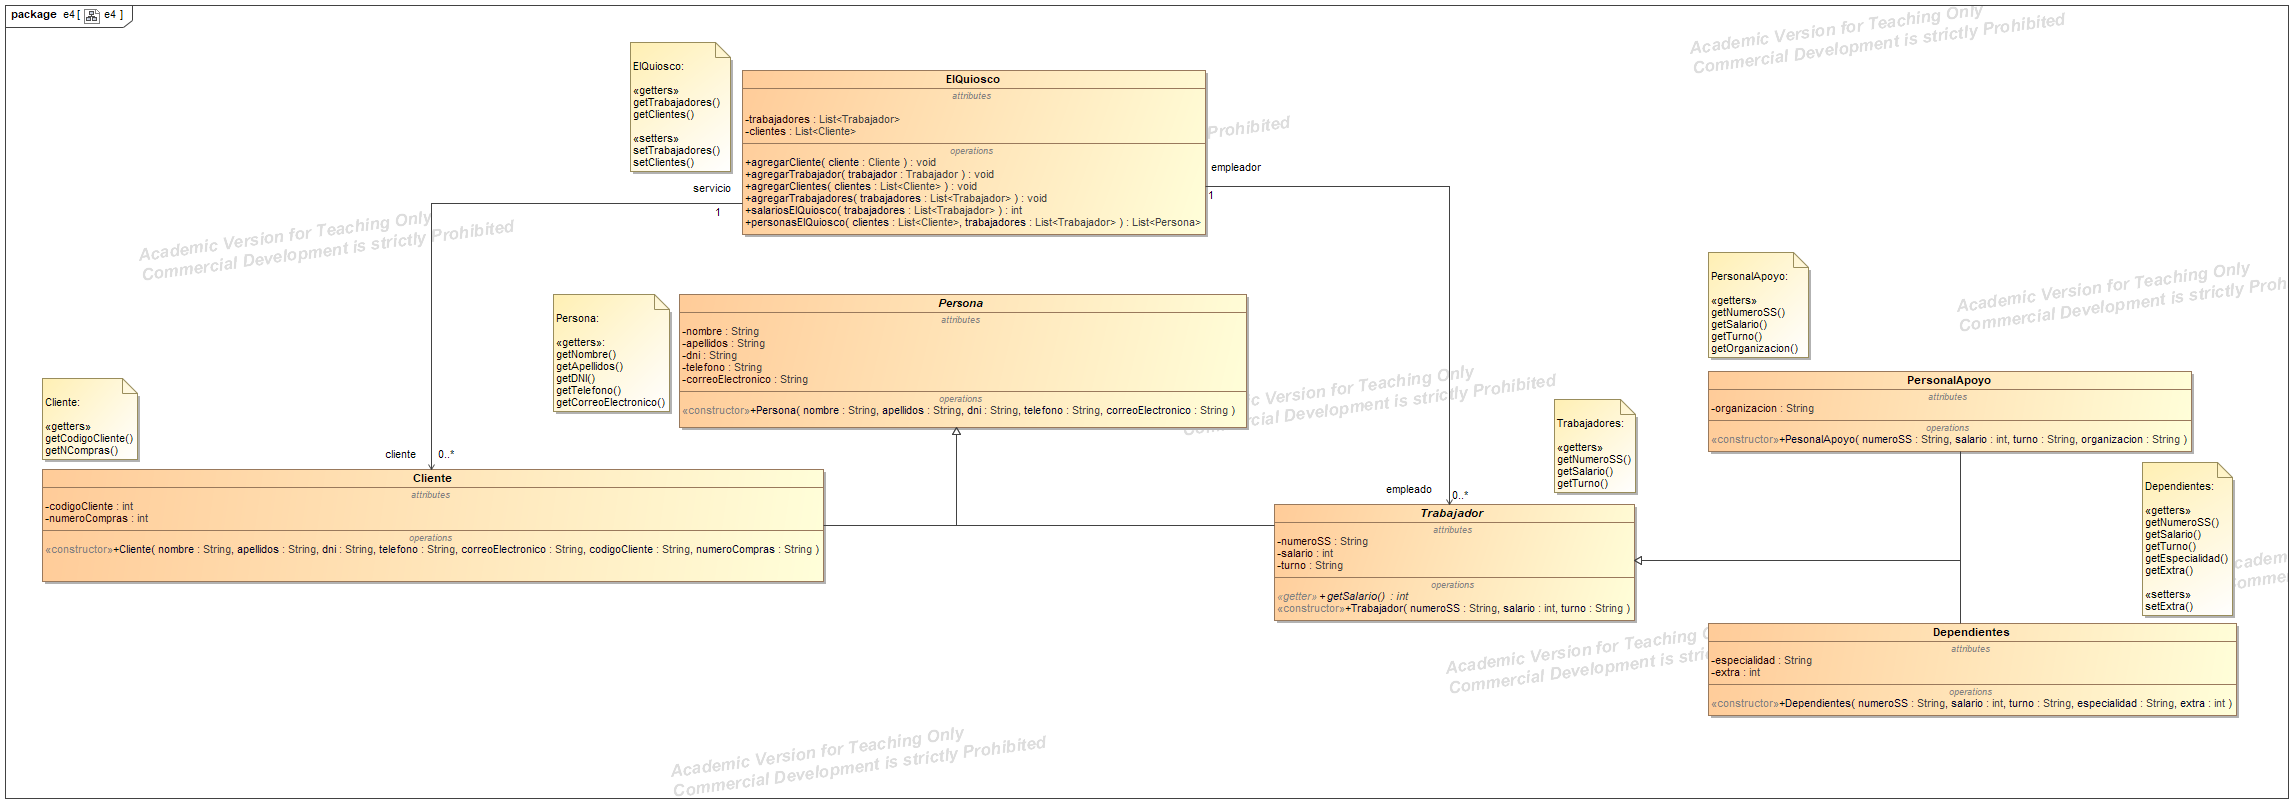 package e4 [ e4 ]
Academic Version for Teaching Only
Commercial Development is strictly Prohibited
ElQuiosco:
«getters»
getTrabajadores()
getClientes()
«setters»
setTrabajadores()
setClientes()
ElQuiosco
attributes
-trabajadores : List<Trabajador>
-clientes : List<Cliente>
operations
+agregarCliente( cliente : Cliente ) : void
+agregarTrabajador( trabajador : Trabajador ) : void
+agregarClientes( clientes : List<Cliente> ) : void
+agregarTrabajadores( trabajadores : List<Trabajador> ) : void
+salariosElQuiosco( trabajadores : List<Trabajador> ) : int
+personasElQuiosco( clientes : List<Cliente>, trabajadores : List<Trabajador> ) : List<Persona>
Prohibited
empleador
1
servicio
1
Academic Version for Teaching Only
Commercial Development is strictly Prohibited
Persona:
«getters»:
getNombre()
getApellidos()
getDNI()
getTelefono()
getCorreoElectronico()
Persona
attributes
-nombre : String
-apellidos : String
-dni : String
-telefono : String
-correoElectronico : String
operations
«constructor»+Persona( nombre : String, apellidos : String, dni : String, telefono : String, correoElectronico : String )
PersonalApoyo:
«getters»
getNumeroSS()
getSalario()
getTurno()
getOrganizacion()
Academic Version for Teaching Only
Commercial Development is strictly Proh
PersonalApoyo
attributes
-organizacion : String
operations
«constructor»+PesonalApoyo( numeroSS : String, salario : int, turno : String, organizacion : String )
Version for Teaching Only
Development is strictly Prohibited
Cliente:
«getters»
getCodigoCliente()
getNCompras()
cliente
0..*
Cliente
attributes
-codigoCliente : int
-numeroCompras : int
operations
«constructor»+Cliente( nombre : String, apellidos : String, dni : String, telefono : String, correoElectronico : String, codigoCliente : String, numeroCompras : String )
Trabajadores:
«getters»
getNumeroSS()
getSalario()
getTurno()
empleado
0..*
Trabajador
attributes
-numeroSS : String
-salario : int
-turno : String
operations
«getter» +getSalario() : int
«constructor»+Trabajador( numeroSS : String, salario : int, turno : String )
Dependientes:
«getters»
getNumeroSS()
getSalario()
getTurno()
getEspecialidad()
getExtra()
«setters»
setExtra()
Dependientes
attributes
-especialidad : String
-extra : int
operations
«constructor»+Dependientes( numeroSS : String, salario : int, turno : String, especialidad : String, extra : int )
Academic Version for Teaching
Commercial Development is
Academic Version for Teaching Only
Commercial Development is strictly Prohibited